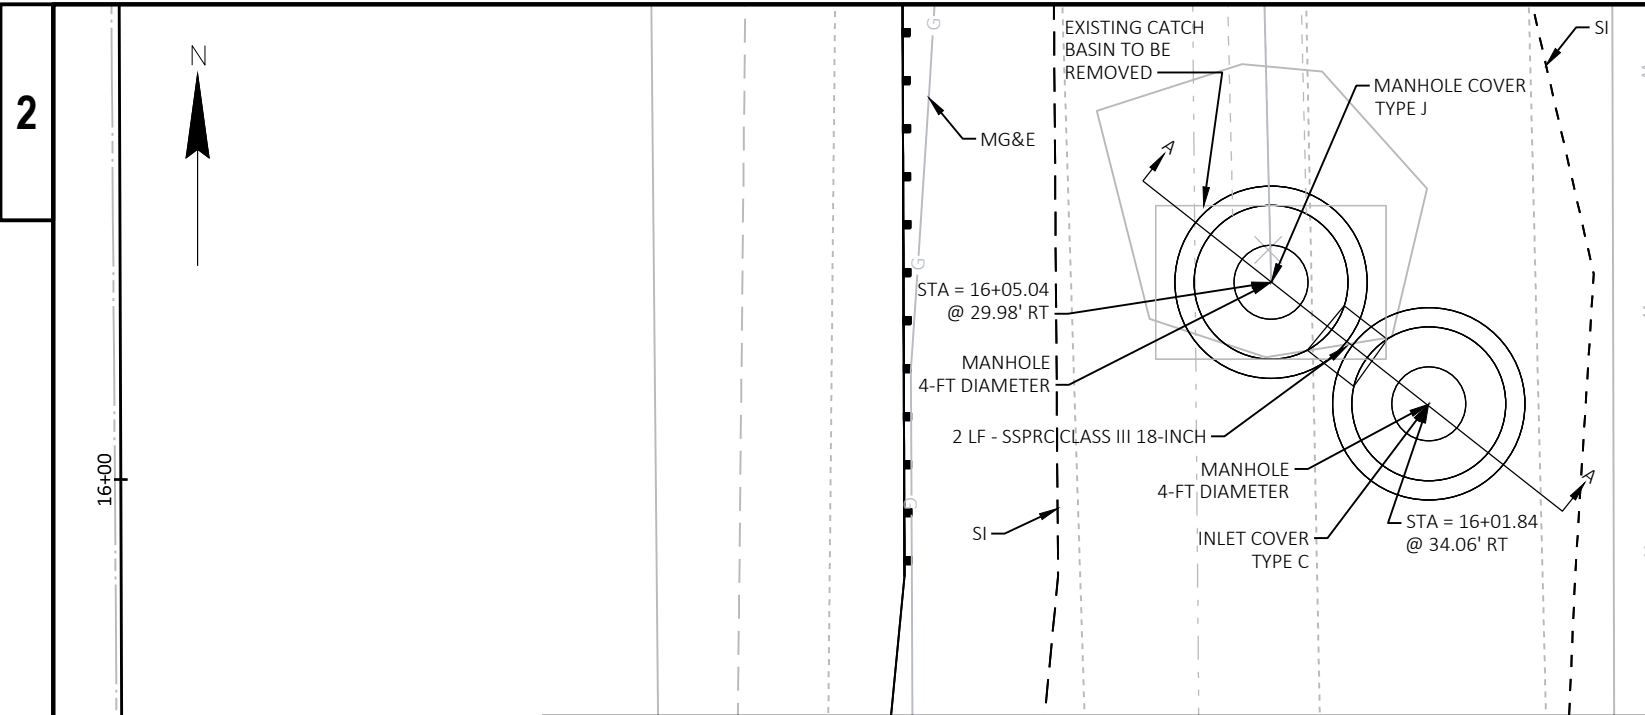 2
N
EXISTING CATCH
BASIN TO BE
REMOVED
SI
MANHOLE COVER
TYPE J
G
MG&E
A
G
STA = 16+05.04
@ 29.98' RT
MANHOLE
4-FT DIAMETER
2 LF - SSPRC CLASS III 18-INCH
MANHOLE
4-FT DIAMETER
A
16+00
G
SI
INLET COVER
TYPE C
STA = 16+01.84
@ 34.06' RT